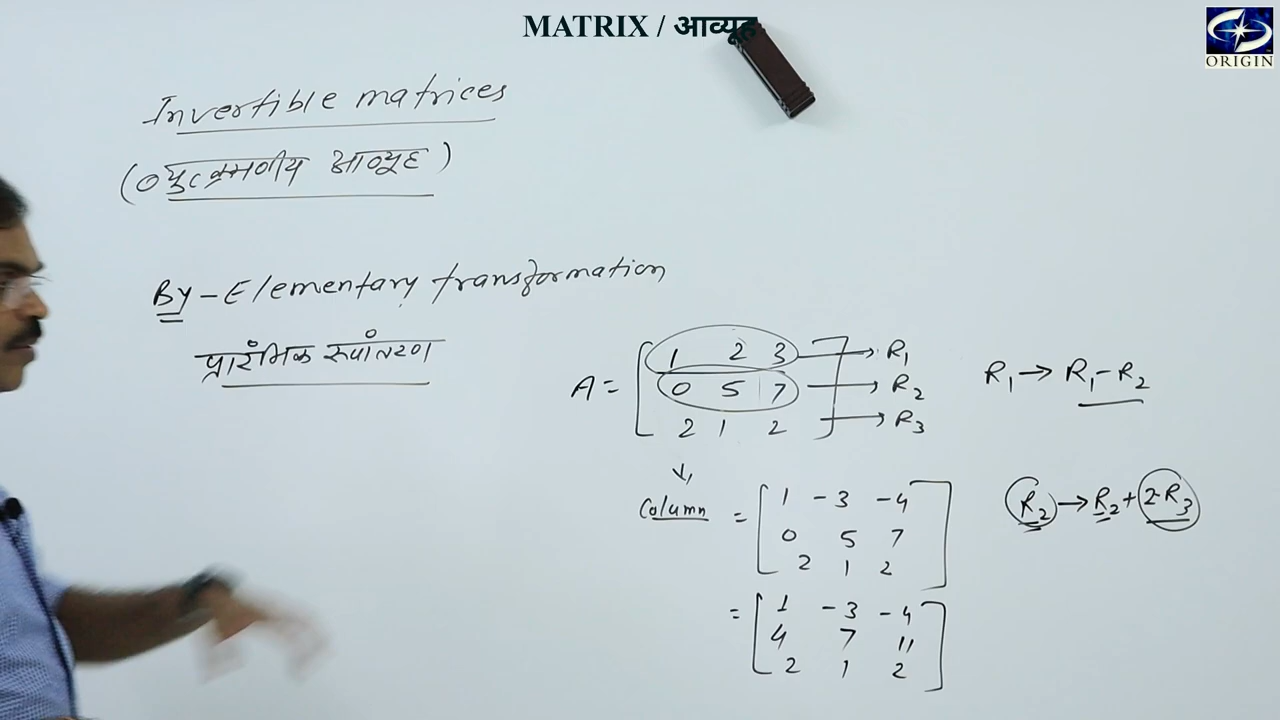 MATRIX / आव्यूह
ORIGIN
Invertible matrices
(व्युत्क्रमणीय आव्यूह)
By - Elementary transformation
प्रारंभिक रूपांतरण
A = [ 1 2 3 ] → R₁
0 5 7 → R₂
2 1 2 → R₃
R₁ → R₁ - R₂
Column
= [ 1 -3 -4 ]
0 5 7
2 1 2
R₂ → R₂ + 2·R₃
= [ 1 -3 -4 ]
4 7 11
2 1 2